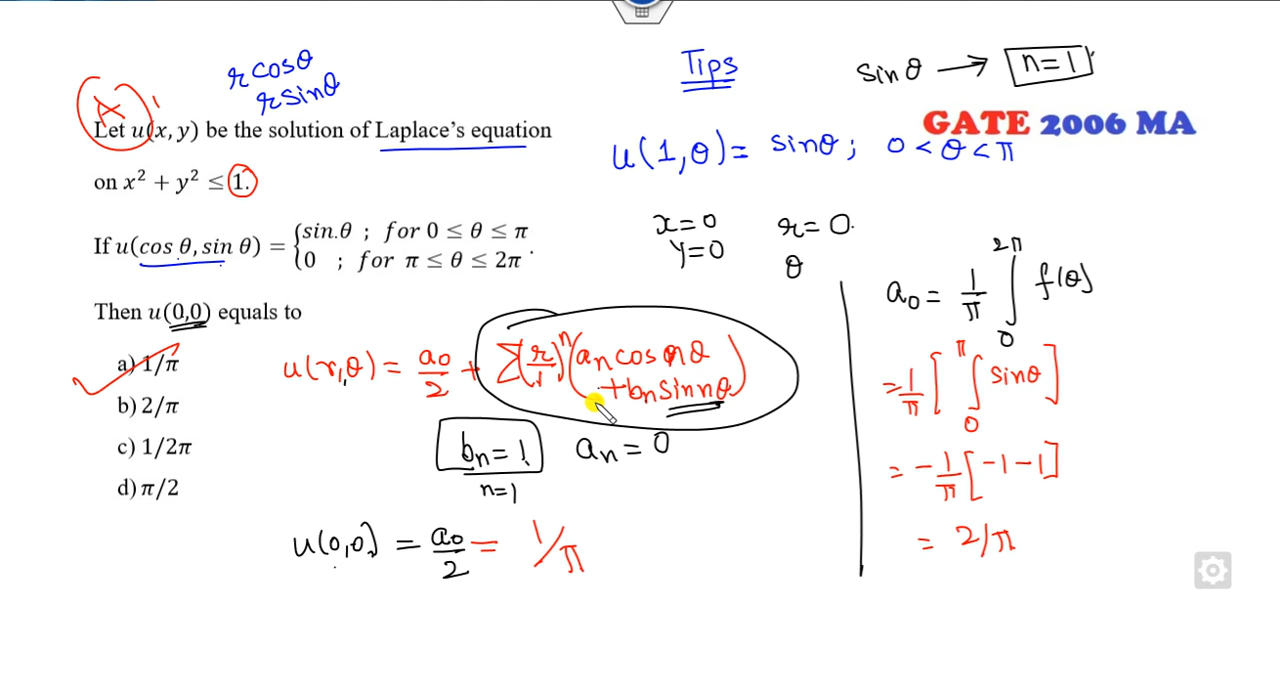 r cosθ
r sinθ
Tips
sinθ → n=1
A
Let u(x, y) be the solution of Laplace's equation
on x² + y² ≤ 1.
GATE 2006 MA
u(1,θ) = sinθ ; 0 < θ < π
If u(cos θ, sin θ) = {sin.θ ; for 0 ≤ θ ≤ π
0 ; for π ≤ θ ≤ 2π .
x=0 r=0.
y=0 θ
Then u(0,0) equals to
a) 1/π
b) 2/π
c) 1/2π
d) π/2
u(r,θ) = a₀/2 + Σ(r/1)ⁿ(aₙ cos nθ
+bₙ sin nθ)
bₙ = 1 aₙ = 0
n=1
u(0,0) = a₀/2 = 1/π
a₀ = 1/π ∫₀^2π f(θ)
= 1/π [∫₀^π sinθ]
= -1/π [-1-1]
= 2/π